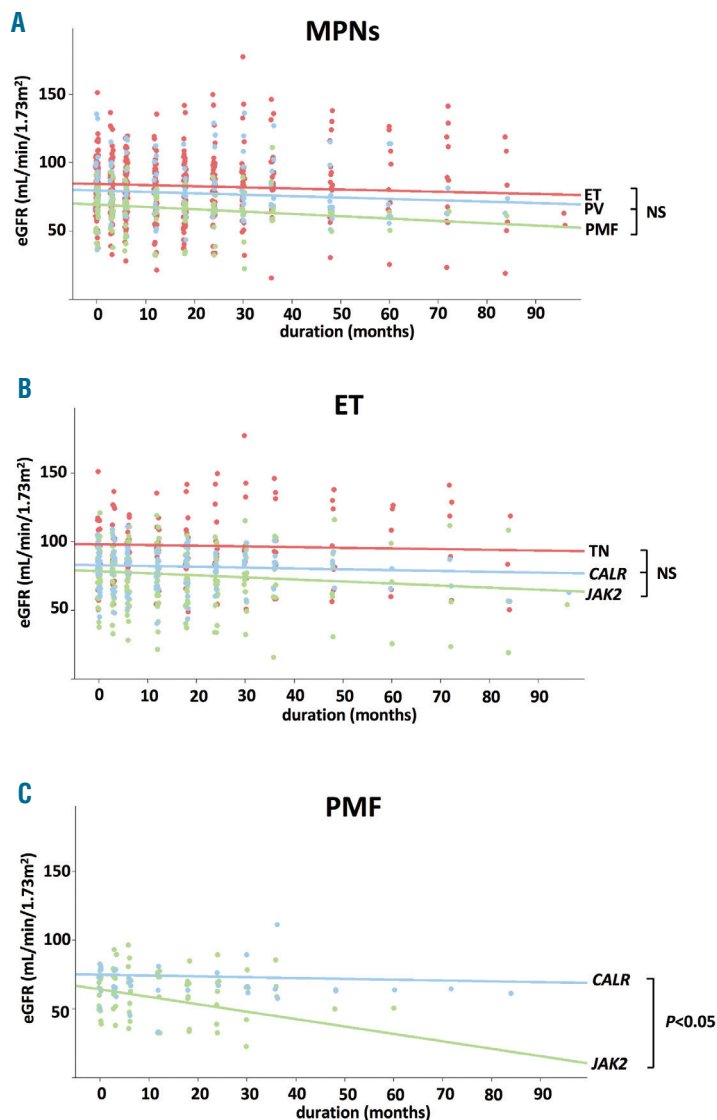 A
MPNs
eGFR (mL/min/1.73m²)
150
100
50
0 10 20 30 40 50 60 70 80 90
duration (months)
ET
PV
PMF
NS
B
ET
eGFR (mL/min/1.73m²)
150
100
50
0 10 20 30 40 50 60 70 80 90
duration (months)
TN
CALR
JAK2
NS
C
PMF
eGFR (mL/min/1.73m²)
150
100
50
0 10 20 30 40 50 60 70 80 90
duration (months)
CALR
P<0.05
JAK2